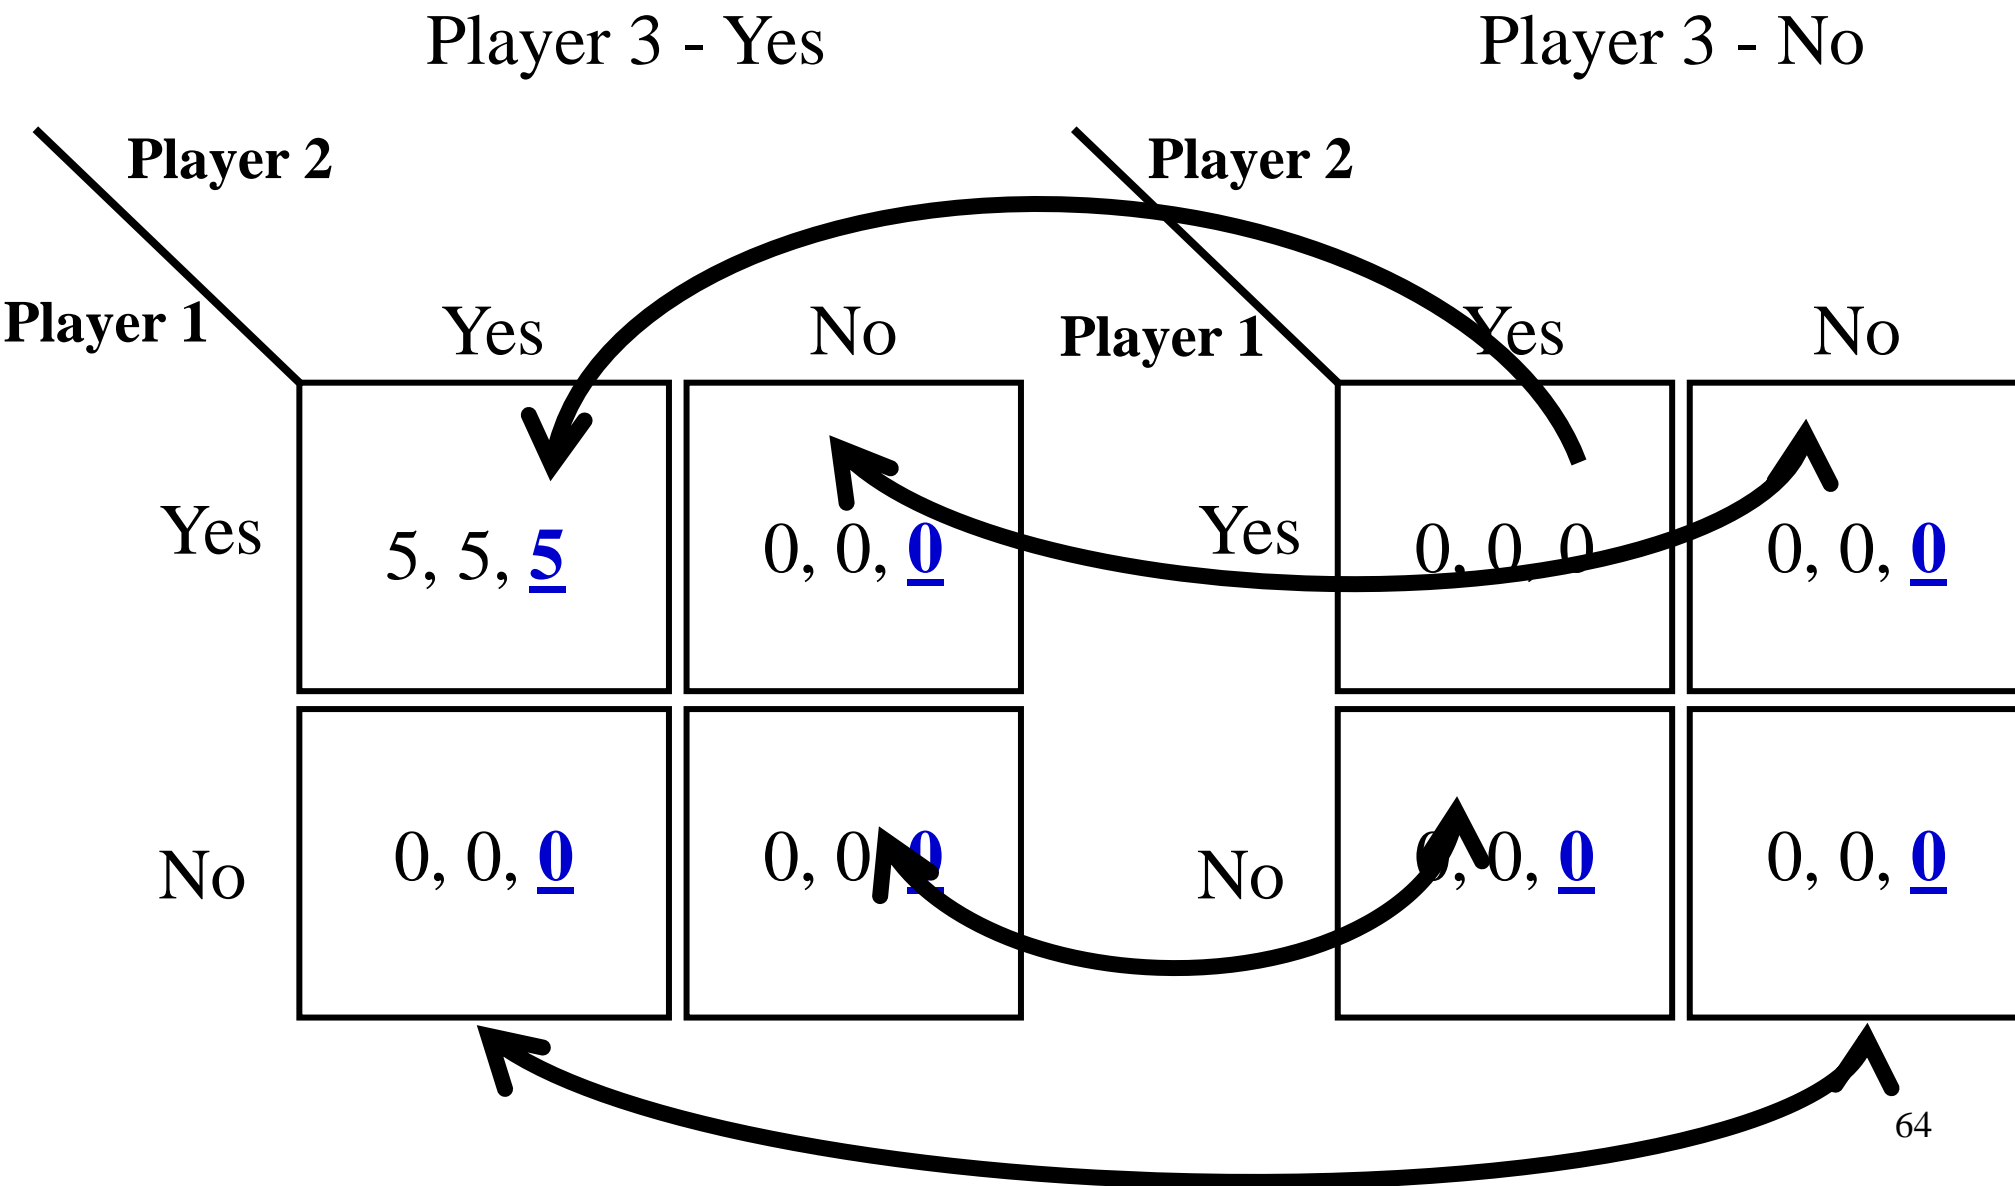 Player 3 - Yes Player 3 - No
Player 2 Player 2
Player 1 Yes No Player 1 Yes No
Yes 5, 5, 5 0, 0, 0 Yes 0, 0, 0 0, 0, 0
No 0, 0, 0 0, 0, 0 No 0, 0, 0 0, 0, 0
64